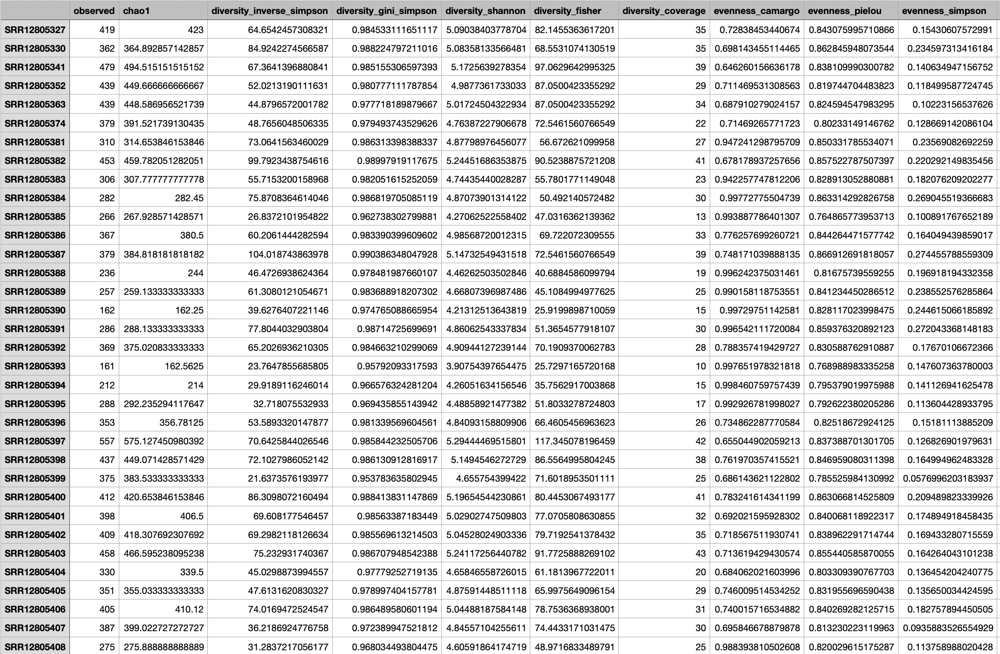 observed chao1 diversity_inverse_simpson diversity_gini_simpson diversity_shannon diversity_fisher diversity_coverage evenness_camargo evenness_pielou evenness_simpson
SRR12805327 419 423 64.6542457308321 0.984533111651117 5.09038403778704 82.1455363617201 35 0.72838453440674 0.843075995710866 0.15430607572991
SRR12805330 362 364.892857142857 84.9242274566587 0.988224797211016 5.08358133566481 68.5531074130519 35 0.698143455114465 0.862845948073544 0.234597313416184
SRR12805341 479 494.515151515152 67.3641396880841 0.985155306597393 5.1725639278354 97.0629642995325 39 0.646260156636178 0.838109990300782 0.140634947156752
SRR12805352 439 449.666666666667 52.0213190111631 0.980777111787854 4.9877361733033 87.0500423355292 29 0.711469531308563 0.819744704483823 0.118499587724745
SRR12805363 439 448.586956521739 44.8796572001782 0.977718189879667 5.01724504322934 87.0500423355292 34 0.687910279024157 0.824594547983295 0.10223156537626
SRR12805374 379 391.521739130435 48.7656048506335 0.979493743529626 4.76387227906678 72.5461560766549 22 0.71469265771723 0.80233149146762 0.128669142086104
SRR12805381 310 314.653846153846 73.0641563460029 0.986313398388337 4.87798976456077 56.672621099958 27 0.947241298795709 0.850331785534071 0.23569082692259
SRR12805382 453 459.782051282051 99.7923438754616 0.98997919117675 5.24451686353875 90.5238875721208 41 0.678178937257656 0.857522787507397 0.220292149835456
SRR12805383 306 307.777777777778 55.7153200158968 0.982051615252059 4.74435440028287 55.7801771149048 23 0.942257747812206 0.828913052880881 0.182076209202277
SRR12805384 282 282.45 75.8708364614046 0.986819705085119 4.87073901314122 50.492140572482 30 0.99772775504739 0.863314292826758 0.269045519366683
SRR12805385 266 267.928571428571 26.8372101954822 0.962738302799881 4.27062522558402 47.0316362139362 13 0.993887786401307 0.764865773953713 0.100891767652189
SRR12805386 367 380.5 60.2061444282594 0.983390399609602 4.98568720012315 69.722072309555 33 0.776257699260721 0.844264471577742 0.164049439859017
SRR12805387 379 384.818181818182 104.018743863978 0.990386348047928 5.14732549431518 72.5461560766549 39 0.748171039888135 0.866912691818057 0.274455788559309
SRR12805388 236 244 46.4726938624364 0.978481987660107 4.46262503502846 40.6884586099794 19 0.996242375031461 0.81675739559255 0.196918194332358
SRR12805389 257 259.133333333333 61.3080121054671 0.983688918207302 4.66807396987486 45.1084994977625 25 0.990158118753551 0.841234450286512 0.238552576285864
SRR12805390 162 162.25 39.6276407221146 0.974765088665954 4.21312513643819 25.9199898710059 15 0.99729751142581 0.828117023998475 0.244615066185892
SRR12805391 286 288.133333333333 77.8044032903804 0.98714725699691 4.86062543337834 51.3654577918107 30 0.996542111720084 0.859376320892123 0.272043368148183
SRR12805392 369 375.020833333333 65.2026936210305 0.984663210299069 4.90944127239144 70.1909370062783 28 0.788357419429727 0.830588762910887 0.17670106672366
SRR12805393 161 162.5625 23.7647855685805 0.95792093317593 3.90754397654475 25.7297165720168 10 0.997651978321818 0.768988983335258 0.147607363780003
SRR12805394 212 214 29.9189116246014 0.966576324281204 4.26051634156546 35.7562917003868 15 0.998460759757439 0.795379019975988 0.141126941625478
SRR12805395 288 292.235294117647 32.718075532933 0.969435855143942 4.48858921477382 51.8033278724803 17 0.992926781998027 0.792622380205286 0.113604428933795
SRR12805396 353 356.78125 53.5893320147877 0.981339569604561 4.84093158809906 66.4605456963623 26 0.734862287770584 0.82518672924125 0.15181113885209
SRR12805397 557 575.127450980392 70.6425844026546 0.985844232505706 5.29444469515801 117.345078196459 42 0.655044902059213 0.837388701301705 0.126826901979631
SRR12805398 437 449.071428571429 72.1027986052142 0.986130912816917 5.1494546272729 86.5564995804245 38 0.761970357415521 0.846959080311398 0.164994962483328
SRR12805399 375 383.533333333333 21.6373576193977 0.953783635802945 4.655754399422 71.6018953501111 25 0.686143621122802 0.785525984130992 0.0576996203183937
SRR12805400 412 420.653846153846 86.3098072160494 0.988413831147869 5.19654544230861 80.4453067493177 41 0.783241614341199 0.863066814525809 0.209489823339926
SRR12805401 398 406.5 69.608177546457 0.98563387183449 5.02902747509803 77.0705808630855 32 0.692021595928302 0.840068118922317 0.174894918458435
SRR12805402 409 418.307692307692 69.2982118126634 0.985569613214503 5.04528024903336 79.7192541378432 35 0.718567511930741 0.838962291714744 0.169433280715559
SRR12805403 458 466.595238095238 75.232931740367 0.986707948542388 5.24117256440782 91.7725888269102 43 0.713619429430574 0.855440585870055 0.164264043101238
SRR12805404 330 339.5 45.0298873994557 0.97779252719135 4.65846558726015 61.1813967722011 20 0.684062021603996 0.803309390767703 0.136454204240775
SRR12805405 351 355.033333333333 47.6131620830327 0.978997404157781 4.87591448511118 65.9975649096154 29 0.746009514534252 0.831955696590438 0.135650034424595
SRR12805406 405 410.12 74.0169472524547 0.986489580601194 5.04488187584148 78.7536368938001 31 0.740015716534882 0.840269282125715 0.182757894450505
SRR12805407 387 399.022727272727 36.2186924776758 0.972389947521812 4.84557104255611 74.4433171031475 30 0.695846678879878 0.813230223119963 0.0935883526554929
SRR12805408 275 275.888888888889 31.2837217056177 0.968034493804475 4.60591864174719 48.9716833489791 25 0.988393810502608 0.820029615175287 0.113758988020428